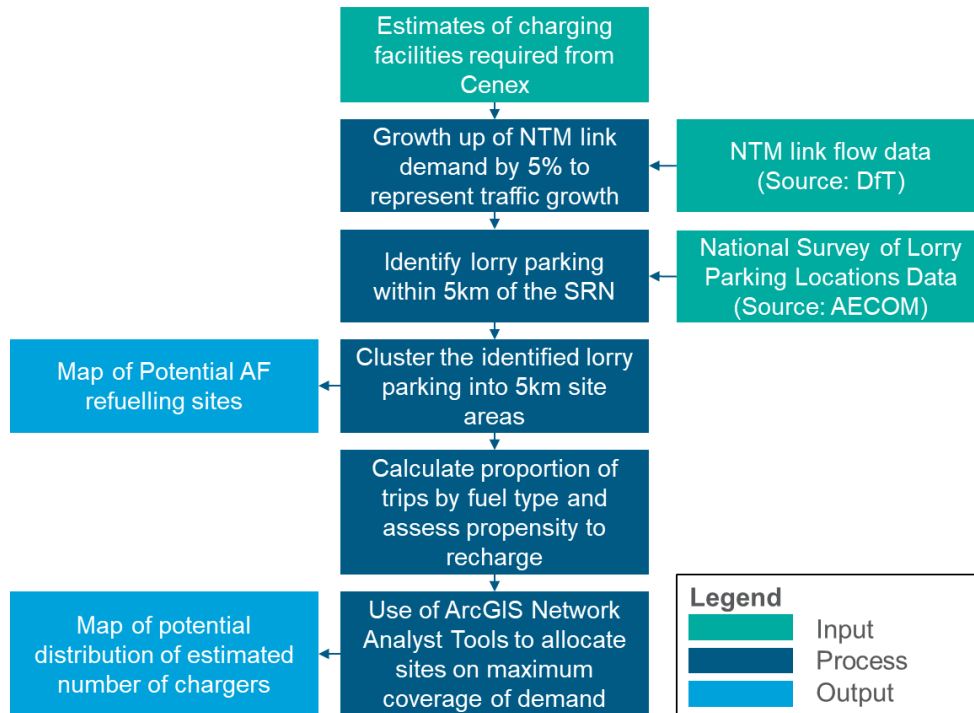 Estimates of charging
facilities required from
Cenex
Growth up of NTM link
demand by 5% to
represent traffic growth
NTM link flow data
(Source: DfT)
Identify lorry parking
within 5km of the SRN
National Survey of Lorry
Parking Locations Data
(Source: AECOM)
Cluster the identified lorry
parking into 5km site
areas
Map of Potential AF
refuelling sites
Calculate proportion of
trips by fuel type and
assess propensity to
recharge
Use of ArcGIS Network
Analyst Tools to allocate
sites on maximum
coverage of demand
Map of potential
distribution of estimated
number of chargers
Legend
Input
Process
Output